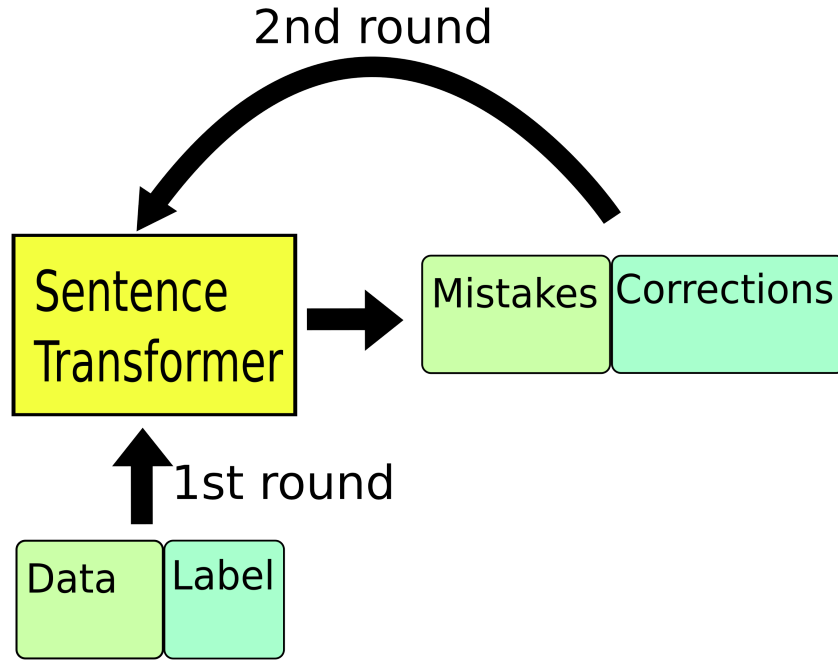 2nd round
Sentence
Transformer
Mistakes
Corrections
1st round
Data
Label